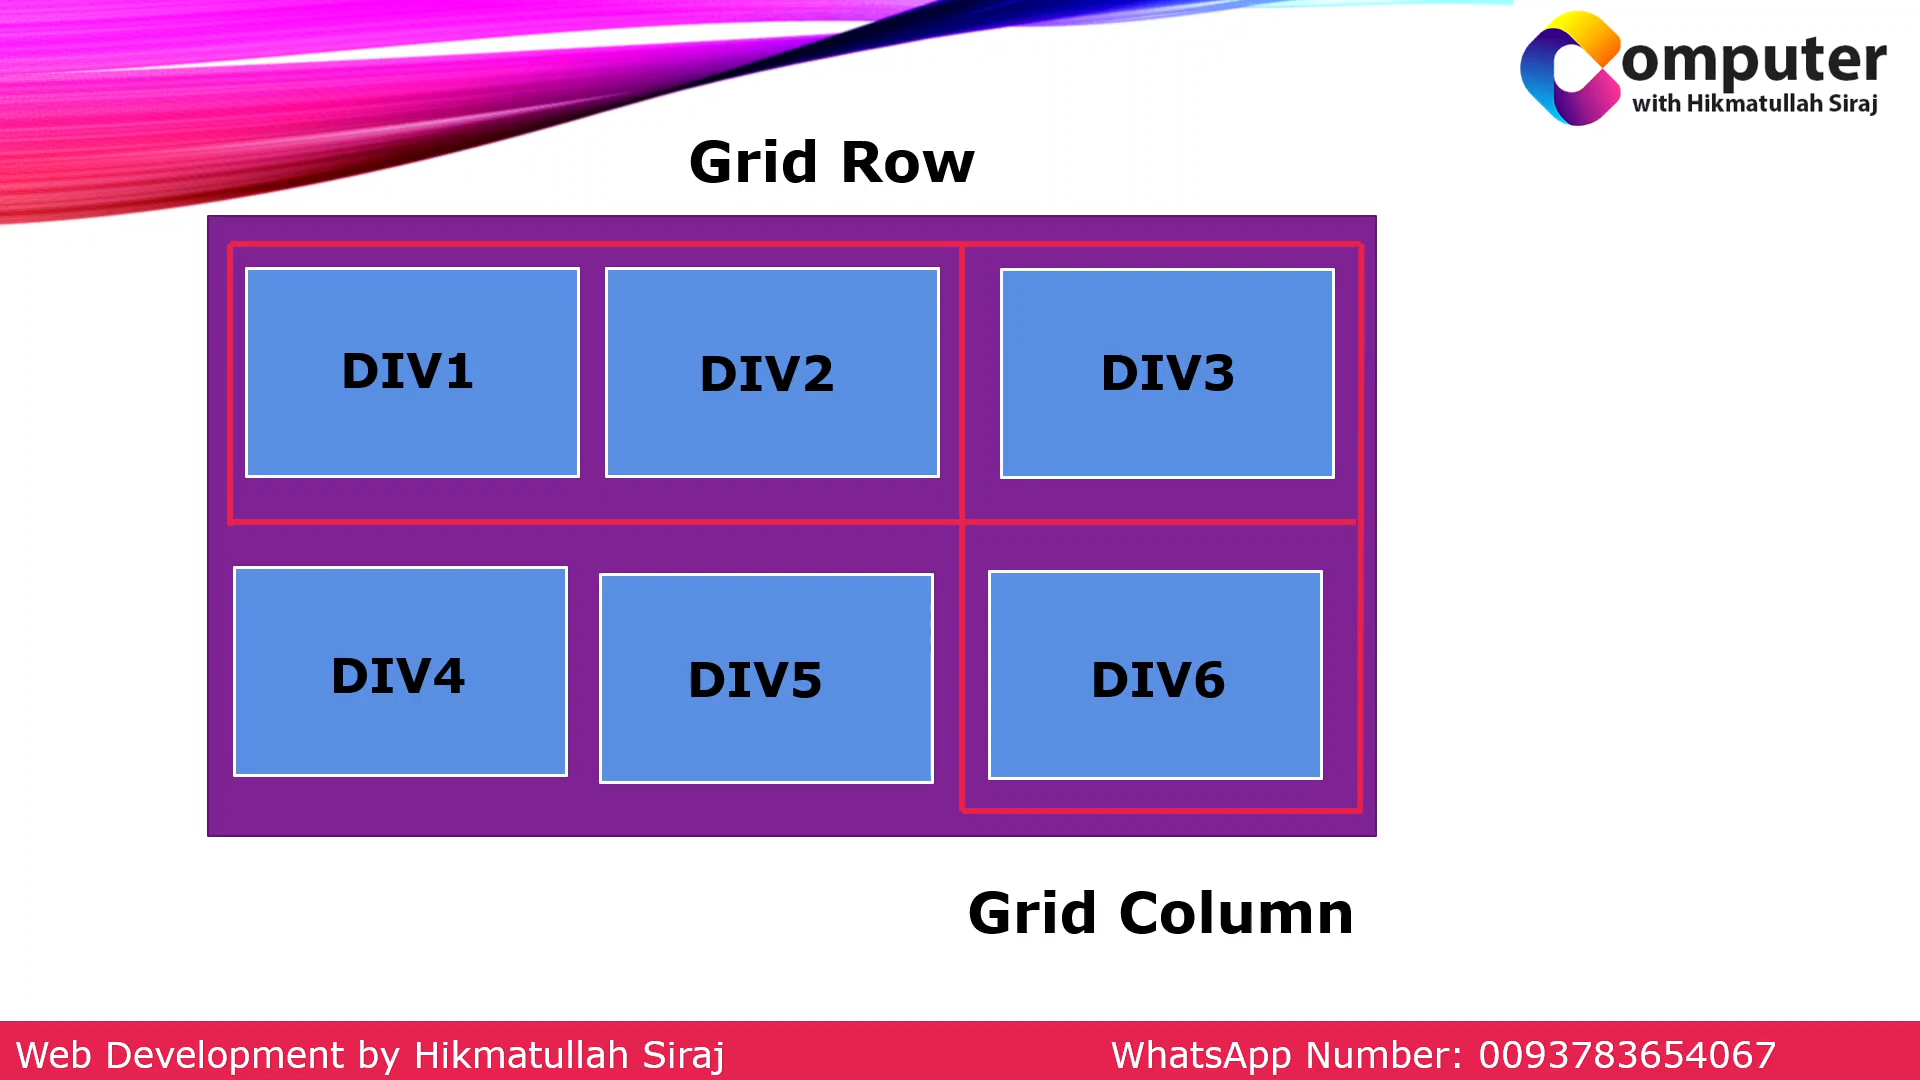 Computer
with Hikmatullah Siraj
Grid Row
DIV1 DIV2 DIV3
DIV4 DIV5 DIV6
Grid Column
Web Development by Hikmatullah Siraj WhatsApp Number: 0093783654067